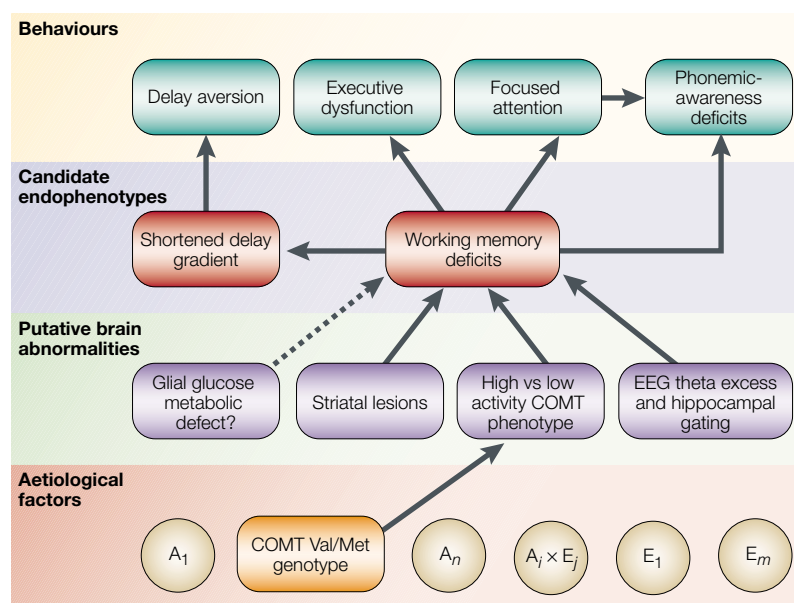 Behaviours
Delay aversion
Executive
dysfunction
Focused
attention
Phonemic-
awareness
deficits
Candidate
endophenotypes
Shortened delay
gradient
Working memory
deficits
Putative brain
abnormalities
Glial glucose
metabolic
defect?
Striatal lesions
High vs low
activity COMT
phenotype
EEG theta excess
and hippocampal
gating
Aetiological
factors
A1
COMT Val/Met
genotype
An
Ai × Ej
E1
Em